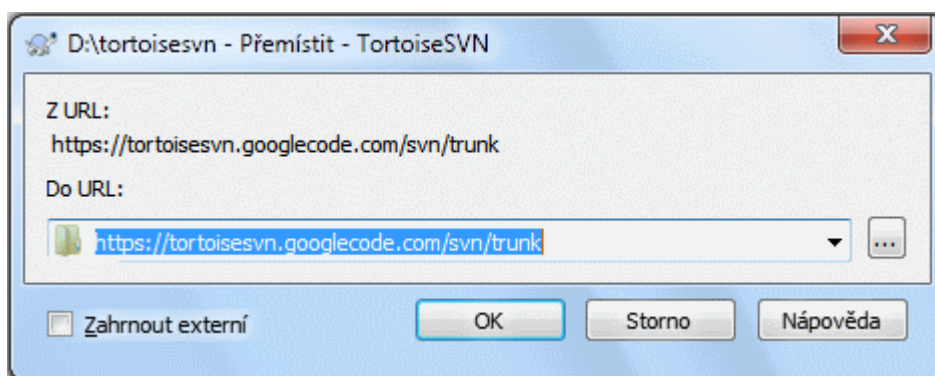 D:\tortoisesvn - Přemístit - TortoiseSVN
Z URL:
https://tortoisesvn.googlecode.com/svn/trunk
Do URL:
https://tortoisesvn.googlecode.com/svn/trunk
...
Zahrnout externí
OK
Storno
Nápověda